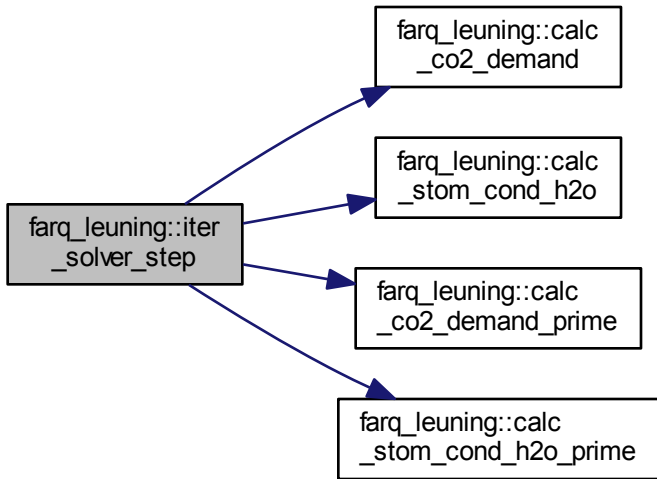 farq_leuning::calc
_co2_demand
farq_leuning::calc
_stom_cond_h2o
farq_leuning::iter
_solver_step
farq_leuning::calc
_co2_demand_prime
farq_leuning::calc
_stom_cond_h2o_prime